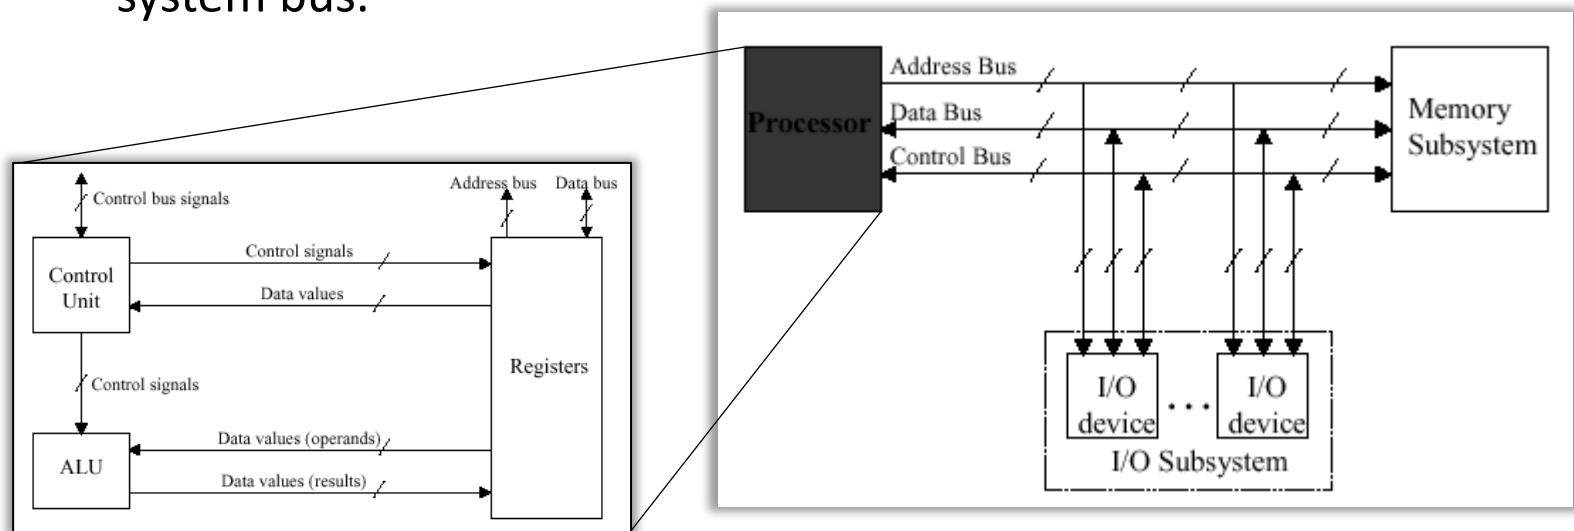 system bus.
Address Bus
Data Bus
Control Bus
Processor
Memory
Subsystem
I/O
device
...
I/O
device
I/O Subsystem
Control bus signals
Address bus
Data bus
Control
Unit
Control signals
Data values
Registers
Control signals
ALU
Data values (operands)
Data values (results)